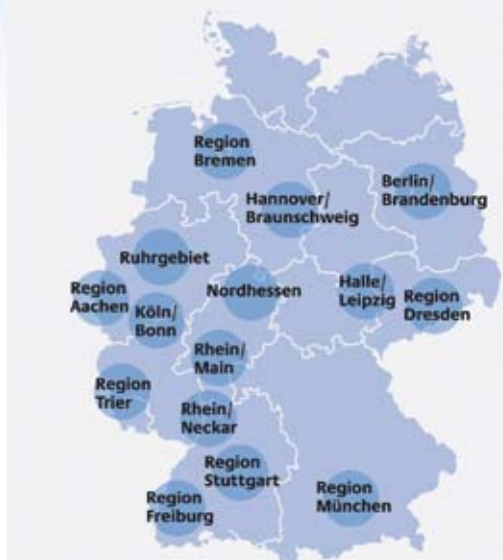 Region
Bremen
Berlin/
Brandenburg
Hannover/
Braunschweig
Ruhrgebiet
Region
Aachen
Köln/
Bonn
Nordhessen
Halle/
Leipzig
Region
Dresden
Rhein/
Main
Region
Trier
Rhein/
Neckar
Region
Stuttgart
Region
Freiburg
Region
München